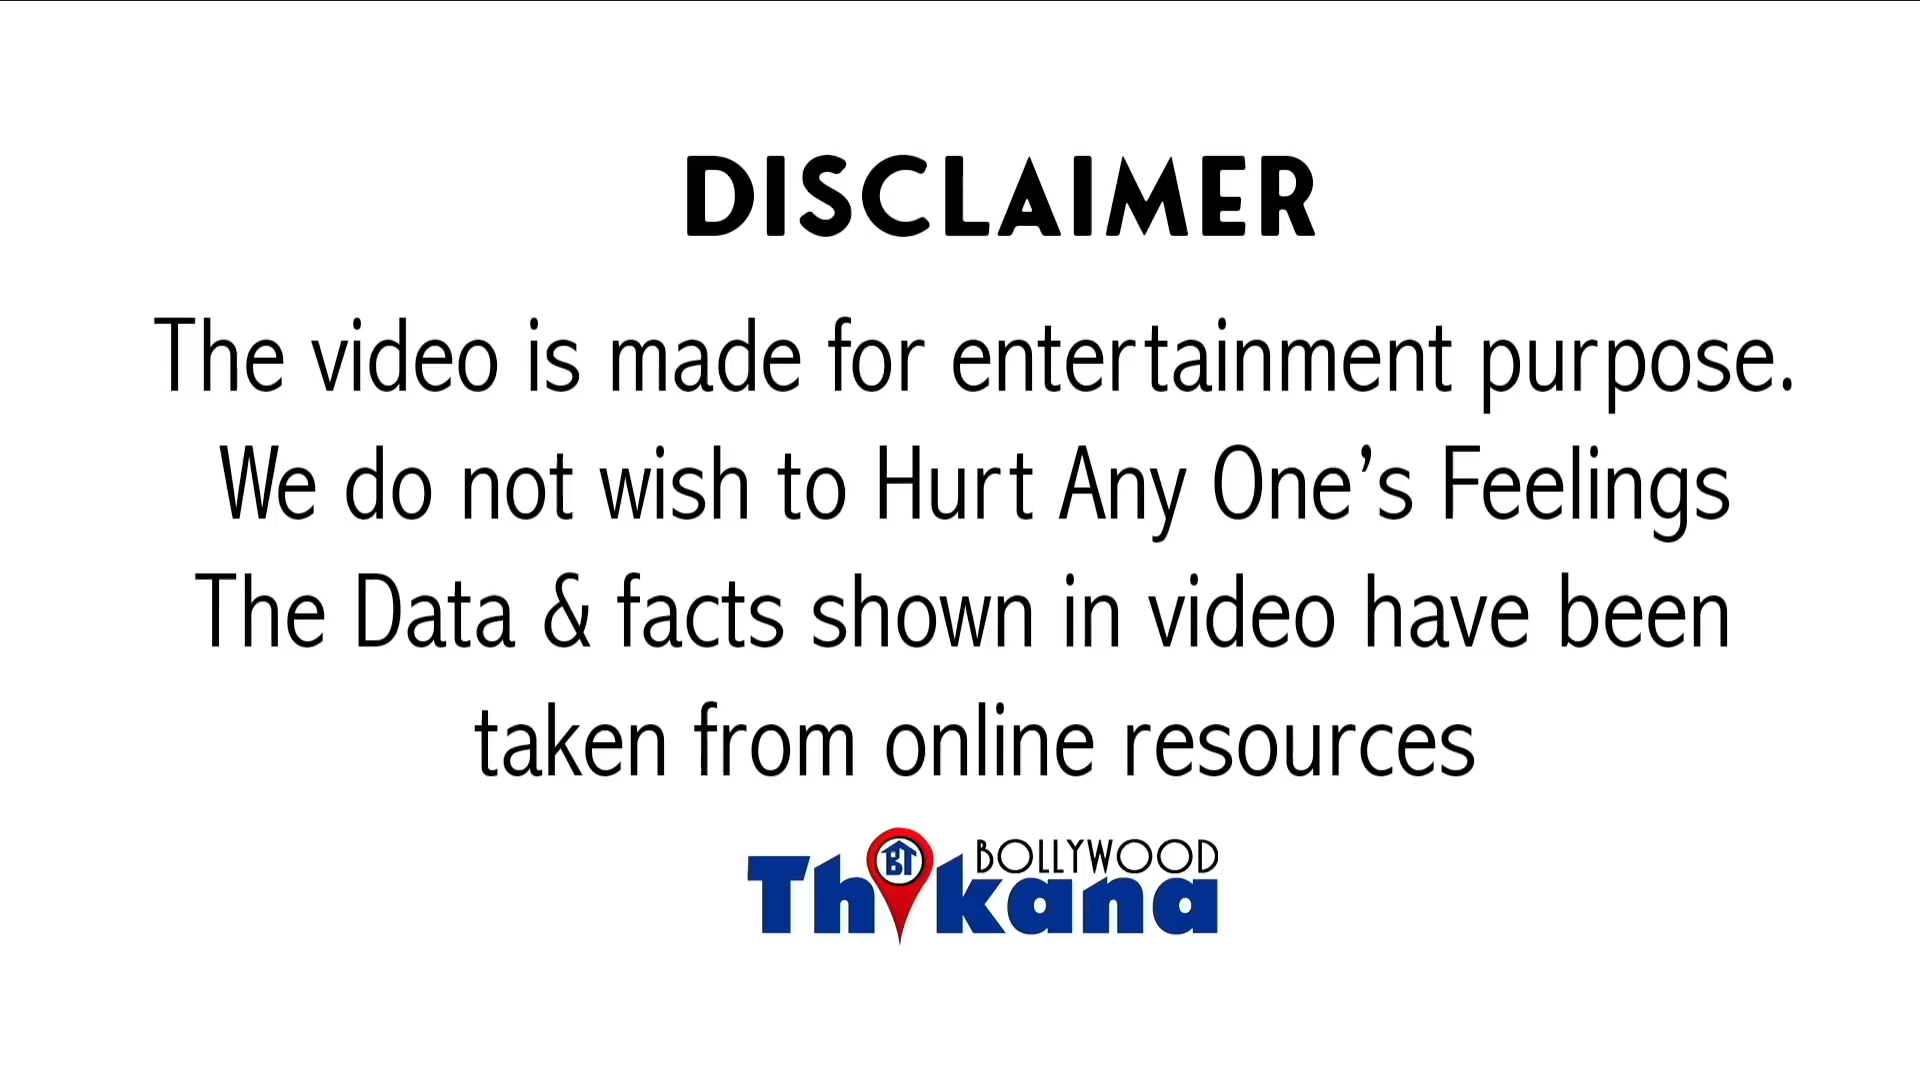 DISCLAIMER
The video is made for entertainment purpose.
We do not wish to Hurt Any One’s Feelings
The Data & facts shown in video have been
taken from online resources
BT
BOLLYWOOD
Thikana